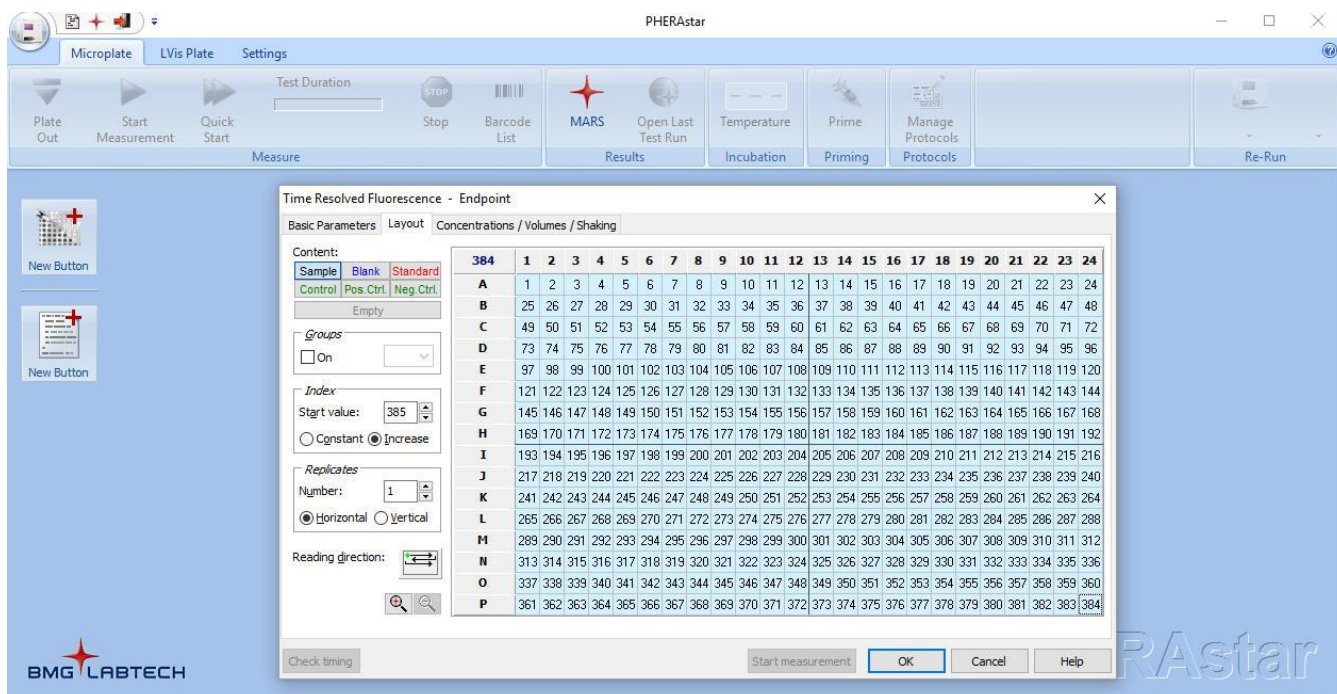 PHERAstar
Microplate LVis Plate Settings
Plate Out
Start Measurement
Quick Start
Test Duration
STOP
Stop
Barcode List
MARS
Open Last Test Run
Temperature
Prime
Manage Protocols
Measure Results Incubation Priming Protocols Re-Run
New Button
New Button
Time Resolved Fluorescence - Endpoint
Basic Parameters Layout Concentrations / Volumes / Shaking
Content:
Sample Blank Standard
Control Pos.Ctrl. Neg.Ctrl.
Empty
Groups
On
Index
Start value: 385
Constant Increase
Replicates
Number: 1
Horizontal Vertical
Reading direction:
384 1 2 3 4 5 6 7 8 9 10 11 12 13 14 15 16 17 18 19 20 21 22 23 24
A 1 2 3 4 5 6 7 8 9 10 11 12 13 14 15 16 17 18 19 20 21 22 23 24
B 25 26 27 28 29 30 31 32 33 34 35 36 37 38 39 40 41 42 43 44 45 46 47 48
C 49 50 51 52 53 54 55 56 57 58 59 60 61 62 63 64 65 66 67 68 69 70 71 72
D 73 74 75 76 77 78 79 80 81 82 83 84 85 86 87 88 89 90 91 92 93 94 95 96
E 97 98 99 100 101 102 103 104 105 106 107 108 109 110 111 112 113 114 115 116 117 118 119 120
F 121 122 123 124 125 126 127 128 129 130 131 132 133 134 135 136 137 138 139 140 141 142 143 144
G 145 146 147 148 149 150 151 152 153 154 155 156 157 158 159 160 161 162 163 164 165 166 167 168
H 169 170 171 172 173 174 175 176 177 178 179 180 181 182 183 184 185 186 187 188 189 190 191 192
I 193 194 195 196 197 198 199 200 201 202 203 204 205 206 207 208 209 210 211 212 213 214 215 216
J 217 218 219 220 221 222 223 224 225 226 227 228 229 230 231 232 233 234 235 236 237 238 239 240
K 241 242 243 244 245 246 247 248 249 250 251 252 253 254 255 256 257 258 259 260 261 262 263 264
L 265 266 267 268 269 270 271 272 273 274 275 276 277 278 279 280 281 282 283 284 285 286 287 288
M 289 290 291 292 293 294 295 296 297 298 299 300 301 302 303 304 305 306 307 308 309 310 311 312
N 313 314 315 316 317 318 319 320 321 322 323 324 325 326 327 328 329 330 331 332 333 334 335 336
O 337 338 339 340 341 342 343 344 345 346 347 348 349 350 351 352 353 354 355 356 357 358 359 360
P 361 362 363 364 365 366 367 368 369 370 371 372 373 374 375 376 377 378 379 380 381 382 383 384
Check timing Start measurement OK Cancel Help
BMG LABTECH
RAstar